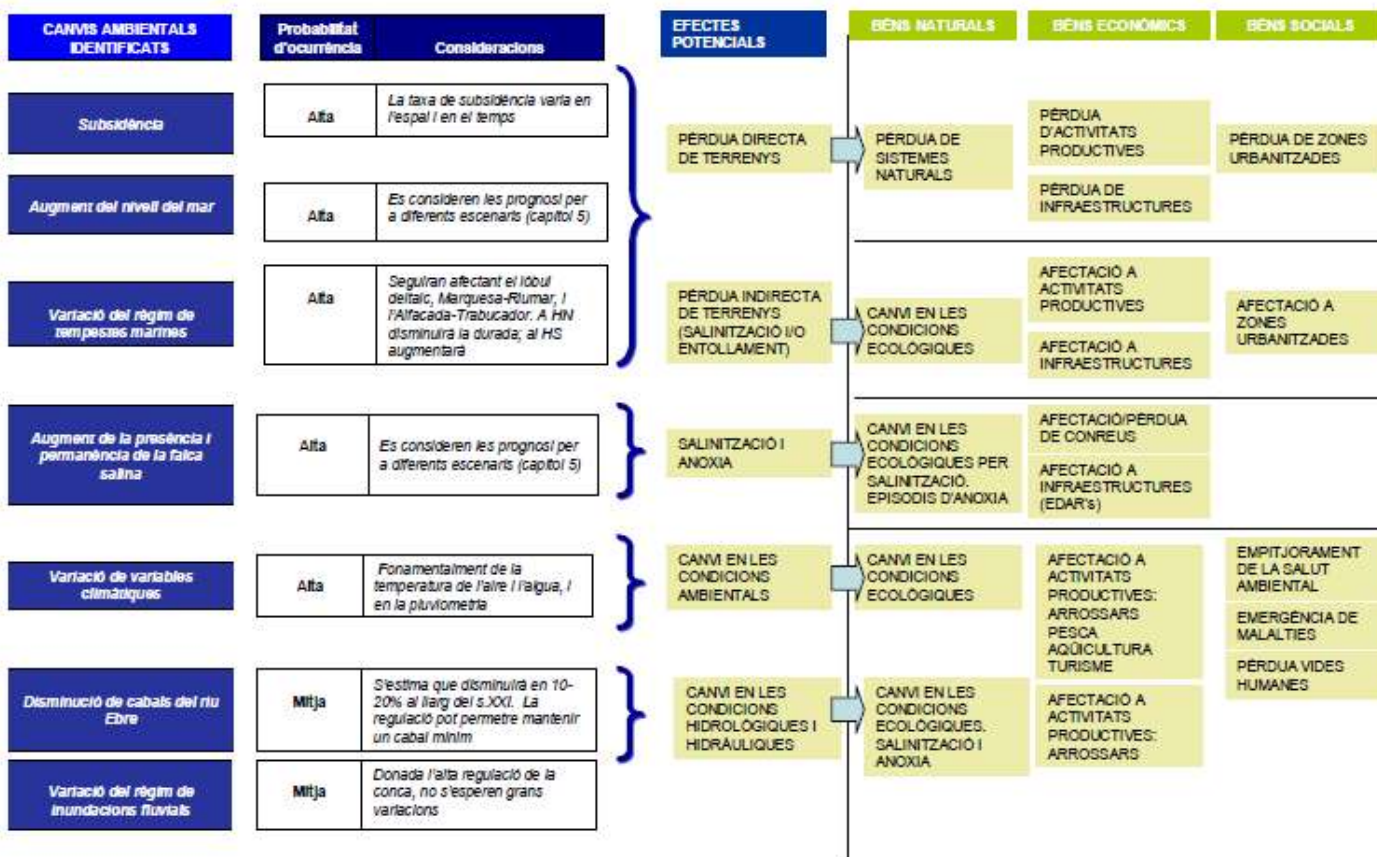 CANVIS AMBIENTALS
IDENTIFICATS
Probabilitat
d'ocurrència
Consideracions
EFECTES
POTENCIALS
BÉNS NATURALS
BÉNS ECONÒMICS
BÉNS SOCIALS
Subsidència
Alta
La taxa de subsidència varia en
l'espai i en el temps
Augment del nivell del mar
Alta
Es consideren les prognosi per
a diferents escenaris (capítol 5)
Variació del règim de
tempestes marines
Alta
Seguiran afectant el lòbul
deltaic, Marquesa-Riumar, i
l'Alfacada-Trabucador. A HN
disminuirà la durada; al HS
augmentarà
PÈRDUA DIRECTA
DE TERRENYS
PÈRDUA DE
SISTEMES
NATURALS
PÈRDUA
D'ACTIVITATS
PRODUCTIVES
PÈRDUA DE
INFRAESTRUCTURES
PÈRDUA DE ZONES
URBANITZADES
PÈRDUA INDIRECTA
DE TERRENYS
(SALINITZACIÓ I/O
ENTOLLAMENT)
CANVI EN LES
CONDICIONS
ECOLÒGIQUES
AFECTACIÓ A
ACTIVITATS
PRODUCTIVES
AFECTACIÓ A
INFRAESTRUCTURES
AFECTACIÓ A
ZONES
URBANITZADES
Augment de la presència i
permanència de la falca
salina
Alta
Es consideren les prognosi per
a diferents escenaris (capítol 5)
SALINITZACIÓ I
ANOXIA
CANVI EN LES
CONDICIONS
ECOLÒGIQUES PER
SALINITZACIÓ.
EPISODIS D'ANOXIA
AFECTACIÓ/PÈRDUA
DE CONREUS
AFECTACIÓ A
INFRAESTRUCTURES
(EDAR's)
Variació de variables
climàtiques
Alta
Fonamentalment de la
temperatura de l'aire i l'aigua, i
en la pluviometria
CANVI EN LES
CONDICIONS
AMBIENTALS
CANVI EN LES
CONDICIONS
ECOLÒGIQUES
AFECTACIÓ A
ACTIVITATS
PRODUCTIVES:
ARROSSARS
PESCA
AQÜICULTURA
TURISME
EMPITJORAMENT
DE LA SALUT
AMBIENTAL
EMERGÈNCIA DE
MALALTIES
PÈRDUA VIDES
HUMANES
Disminució de cabals del riu
Ebre
Mitja
S'estima que disminuirà en 10-
20% al llarg del s.XXI. La
regulació pot permetre mantenir
un cabal mínim
CANVI EN LES
CONDICIONS
HIDROLÒGIQUES I
HIDRÀULIQUES
CANVI EN LES
CONDICIONS
ECOLÒGIQUES.
SALINITZACIÓ I
ANOXIA
AFECTACIÓ A
ACTIVITATS
PRODUCTIVES:
ARROSSARS
Variació del règim de
inundacions fluvials
Mitja
Donada l'alta regulació de la
conca, no s'esperen grans
variacions